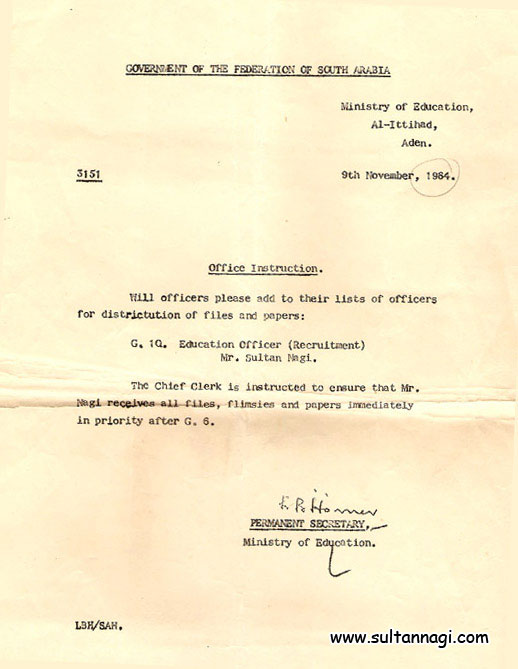 GOVERNMENT OF THE FEDERATION OF SOUTH ARABIA
Ministry of Education,
Al-Ittihad,
Aden.
3151
9th November, 1984.
Office Instruction.
Will officers please add to their lists of officers
for districtution of files and papers:
G. 1Q. Education Officer (Recruitment)
Mr. Sultan Nagi.
The Chief Clerk is instructed to ensure that Mr.
Nagi receives all files, flimsies and papers immediately
in priority after G. 6.
PERMANENT SECRETARY.
Ministry of Education.
LBH/SAH.
www.sultannagi.com